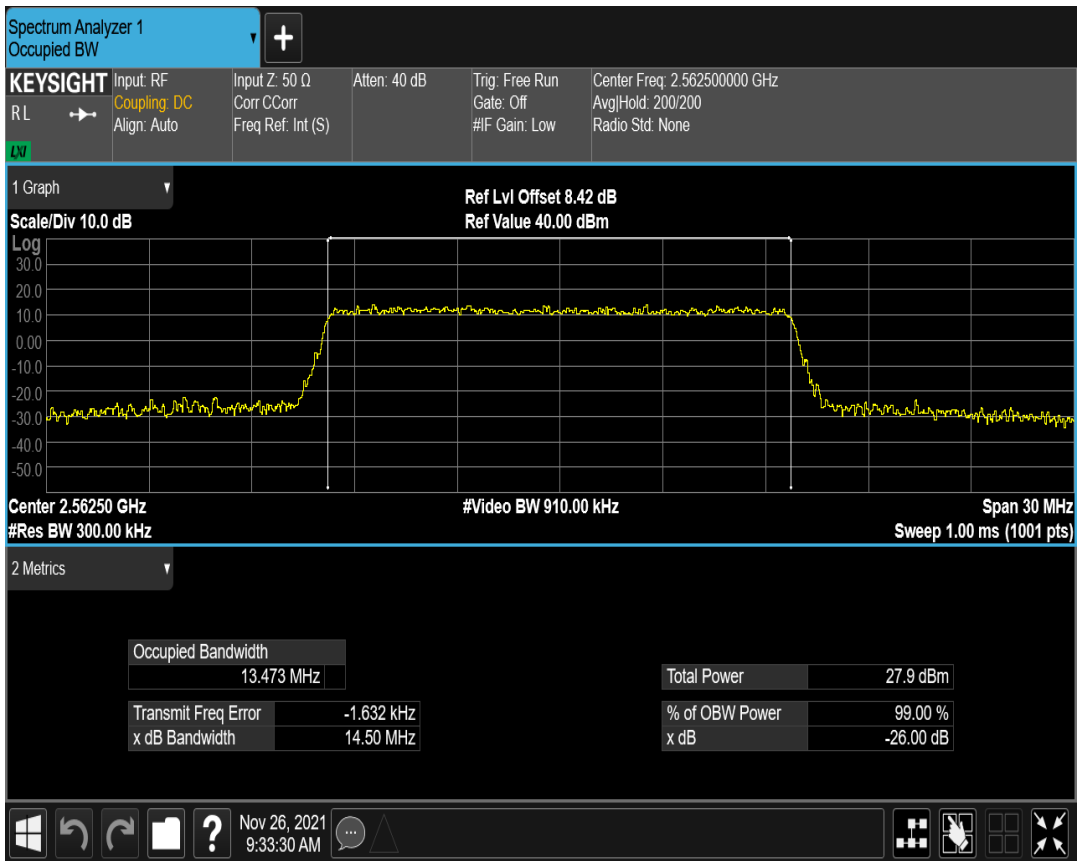 Spectrum Analyzer 1
Occupied BW
KEYSIGHT
R L
LXI
Input: RF
Coupling: DC
Align: Auto
Input Z: 50 Ω
Corr CCorr
Freq Ref: Int (S)
Atten: 40 dB
Trig: Free Run
Gate: Off
#IF Gain: Low
Center Freq: 2.562500000 GHz
Avg|Hold: 200/200
Radio Std: None
1 Graph
Scale/Div 10.0 dB
Ref Lvl Offset 8.42 dB
Ref Value 40.00 dBm
Log
30.0
20.0
10.0
0.00
-10.0
-20.0
-30.0
-40.0
-50.0
Center 2.56250 GHz
#Res BW 300.00 kHz
#Video BW 910.00 kHz
Span 30 MHz
Sweep 1.00 ms (1001 pts)
2 Metrics
Occupied Bandwidth
13.473 MHz
Transmit Freq Error -1.632 kHz
x dB Bandwidth 14.50 MHz
Total Power 27.9 dBm
% of OBW Power 99.00 %
x dB -26.00 dB
?
Nov 26, 2021
9:33:30 AM